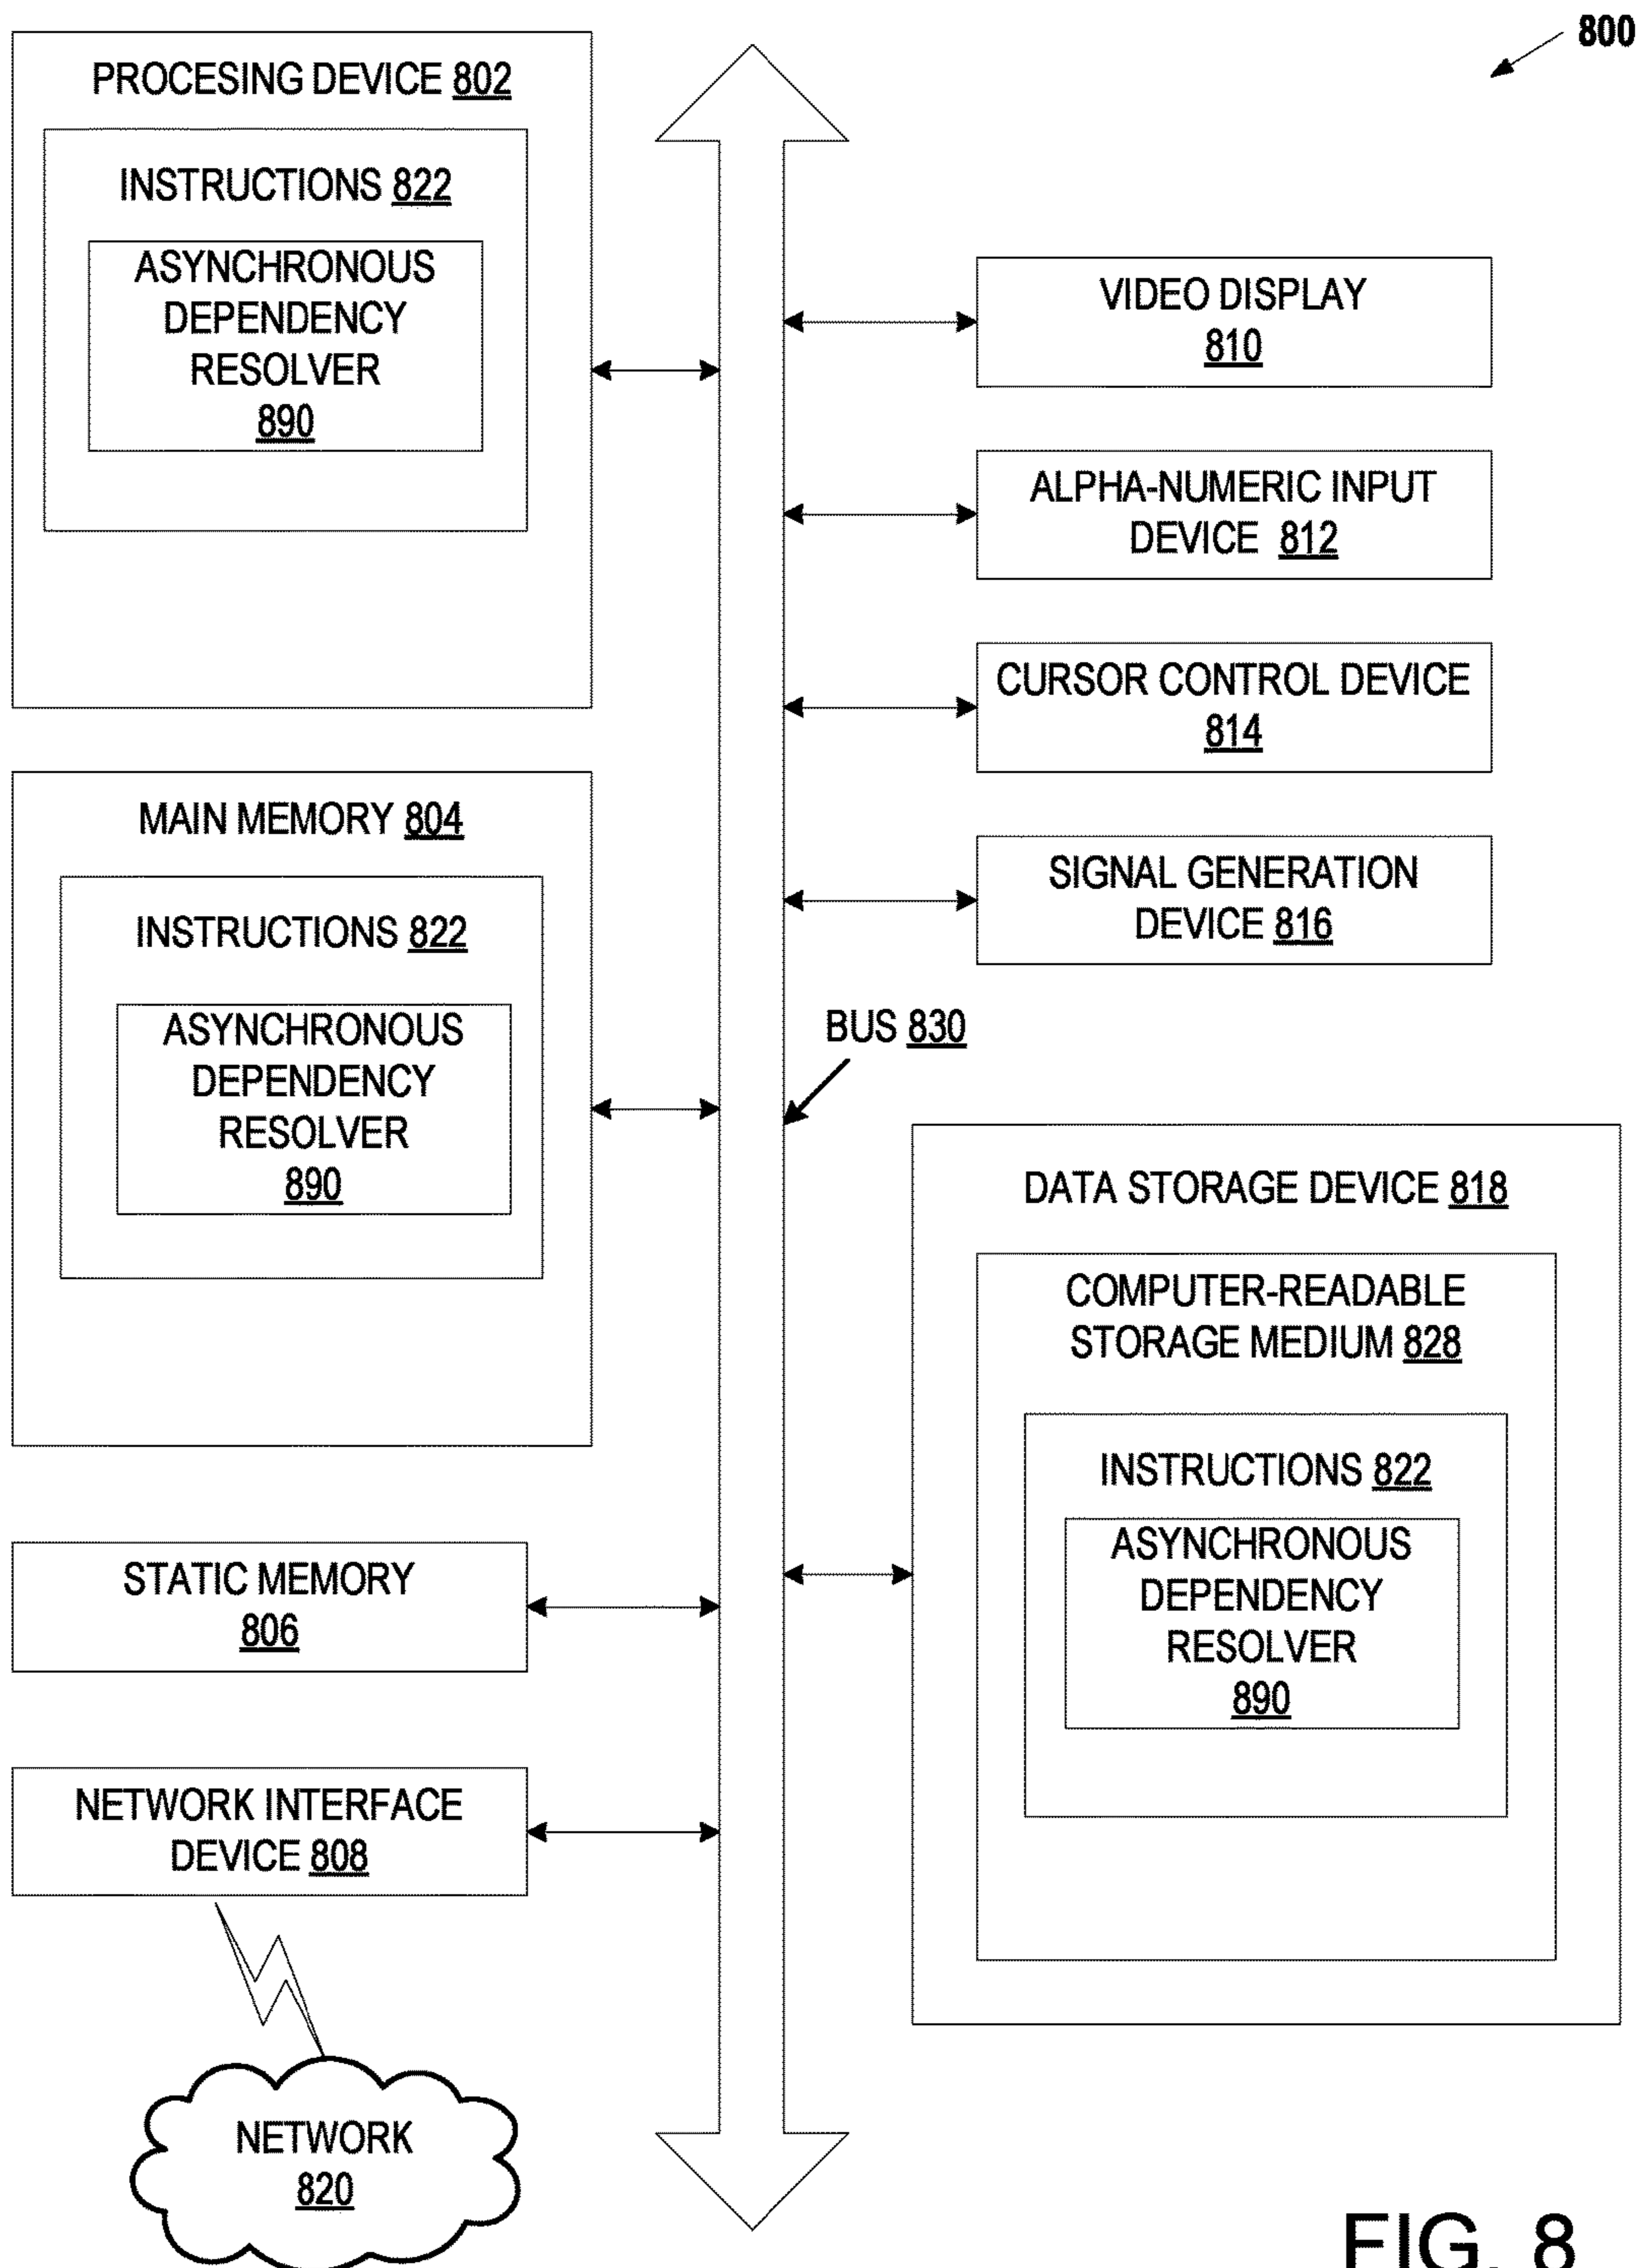 800
PROCESING DEVICE 802
INSTRUCTIONS 822
ASYNCHRONOUS
DEPENDENCY
RESOLVER
890
VIDEO DISPLAY
810
ALPHA-NUMERIC INPUT
DEVICE 812
CURSOR CONTROL DEVICE
814
MAIN MEMORY 804
INSTRUCTIONS 822
ASYNCHRONOUS
DEPENDENCY
RESOLVER
890
SIGNAL GENERATION
DEVICE 816
BUS 830
DATA STORAGE DEVICE 818
COMPUTER-READABLE
STORAGE MEDIUM 828
INSTRUCTIONS 822
ASYNCHRONOUS
DEPENDENCY
RESOLVER
890
STATIC MEMORY
806
NETWORK INTERFACE
DEVICE 808
NETWORK
820
FIG. 8